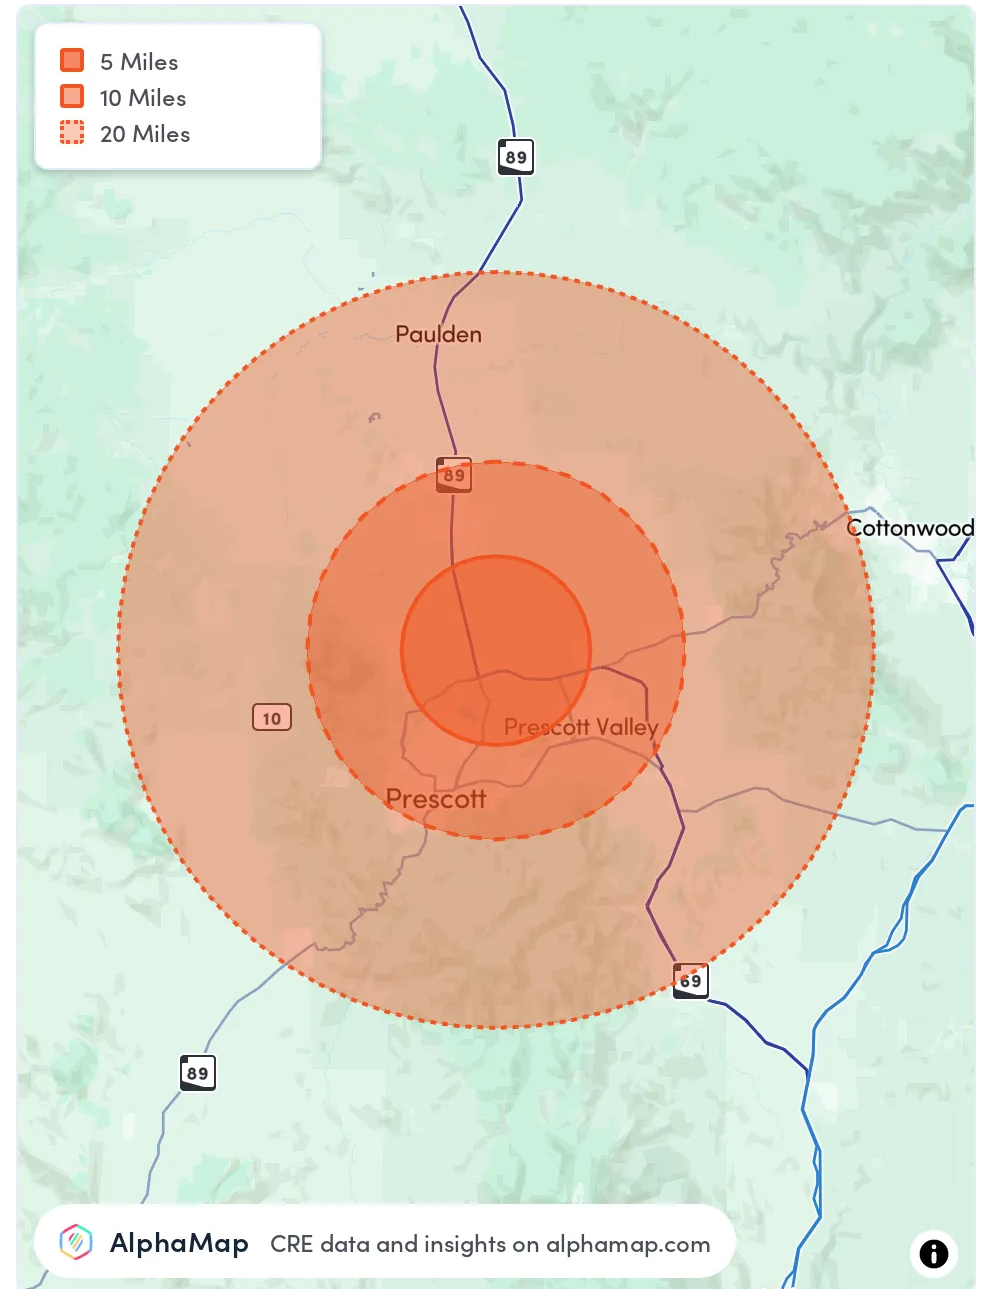 5 Miles
10 Miles
20 Miles
89
Paulden
89
Cottonwood
10
Prescott Valley
Prescott
69
89
AlphaMap CRE data and insights on alphamap.com